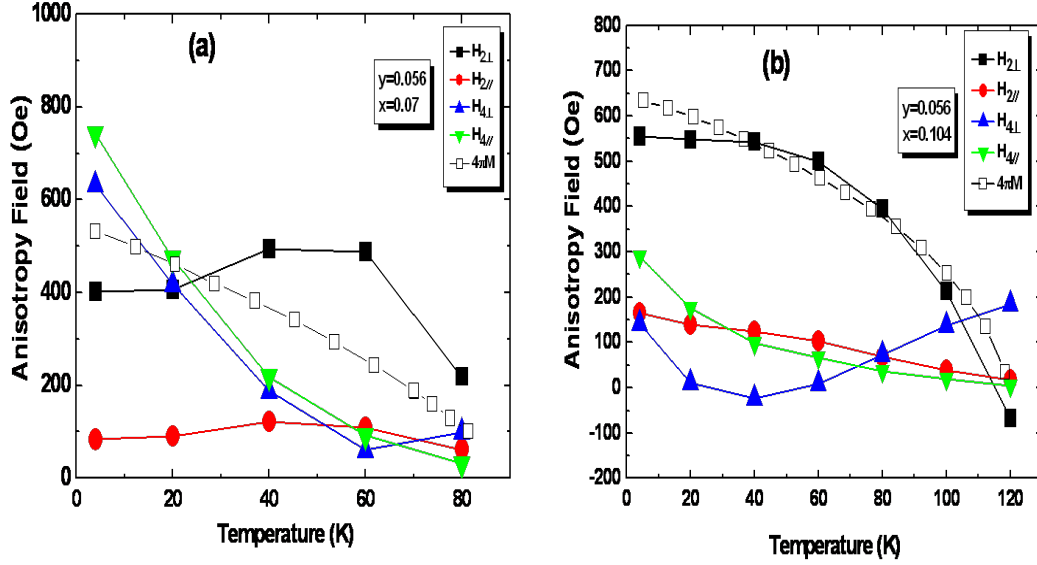 (a)
Anisotropy Field (Oe)
1000
800
600
400
200
0
0 20 40 60 80
Temperature (K)
y=0.056
x=0.07
H2⊥
H2//
H4⊥
H4//
4πM
(b)
Anisotropy Field (Oe)
800
700
600
500
400
300
200
100
0
-100
-200
0 20 40 60 80 100 120
Temperature (K)
y=0.056
x=0.104
H2⊥
H2//
H4⊥
H4//
4πM